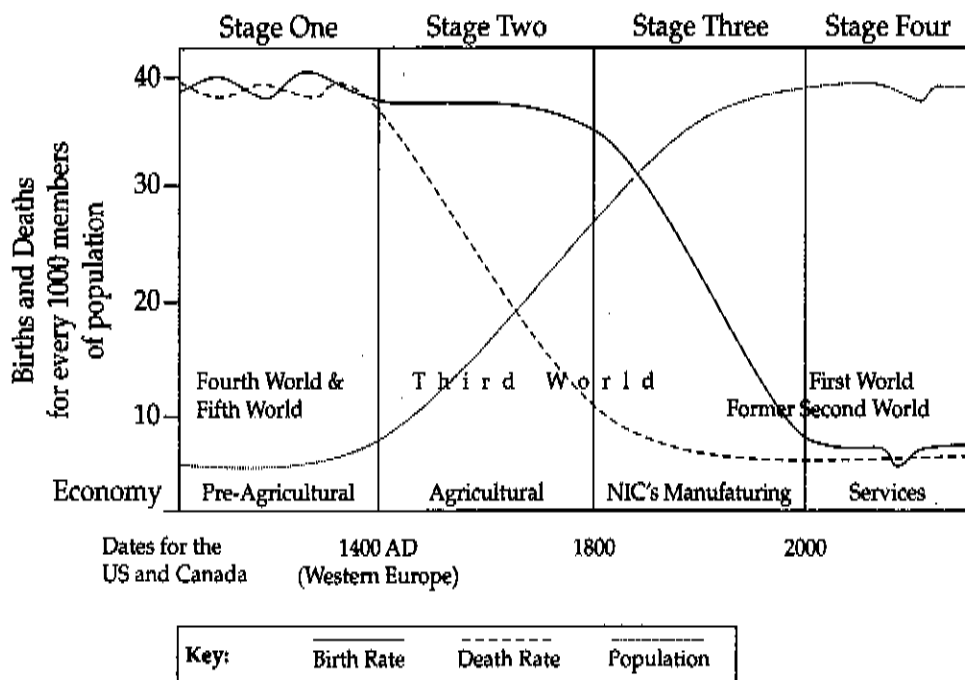 Stage One Stage Two Stage Three Stage Four
40
30
20
10
Births and Deaths
for every 1000 members
of population
Fourth World &
Fifth World
Third World
First World
Former Second World
Economy Pre-Agricultural Agricultural NIC's Manufaturing Services
Dates for the
US and Canada
1400 AD
(Western Europe)
1800
2000
Key: Birth Rate Death Rate Population